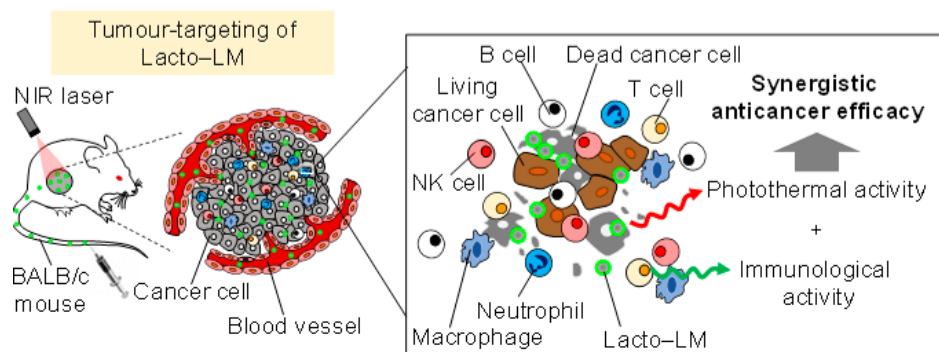 Tumour-targeting of
Lacto–LM
NIR laser
BALB/c
mouse
Cancer cell
Blood vessel
B cell
Dead cancer cell
Living
cancer cell
T cell
NK cell
Macrophage
Neutrophil
Lacto–LM
Synergistic
anticancer efficacy
Photothermal activity
+
Immunological
activity